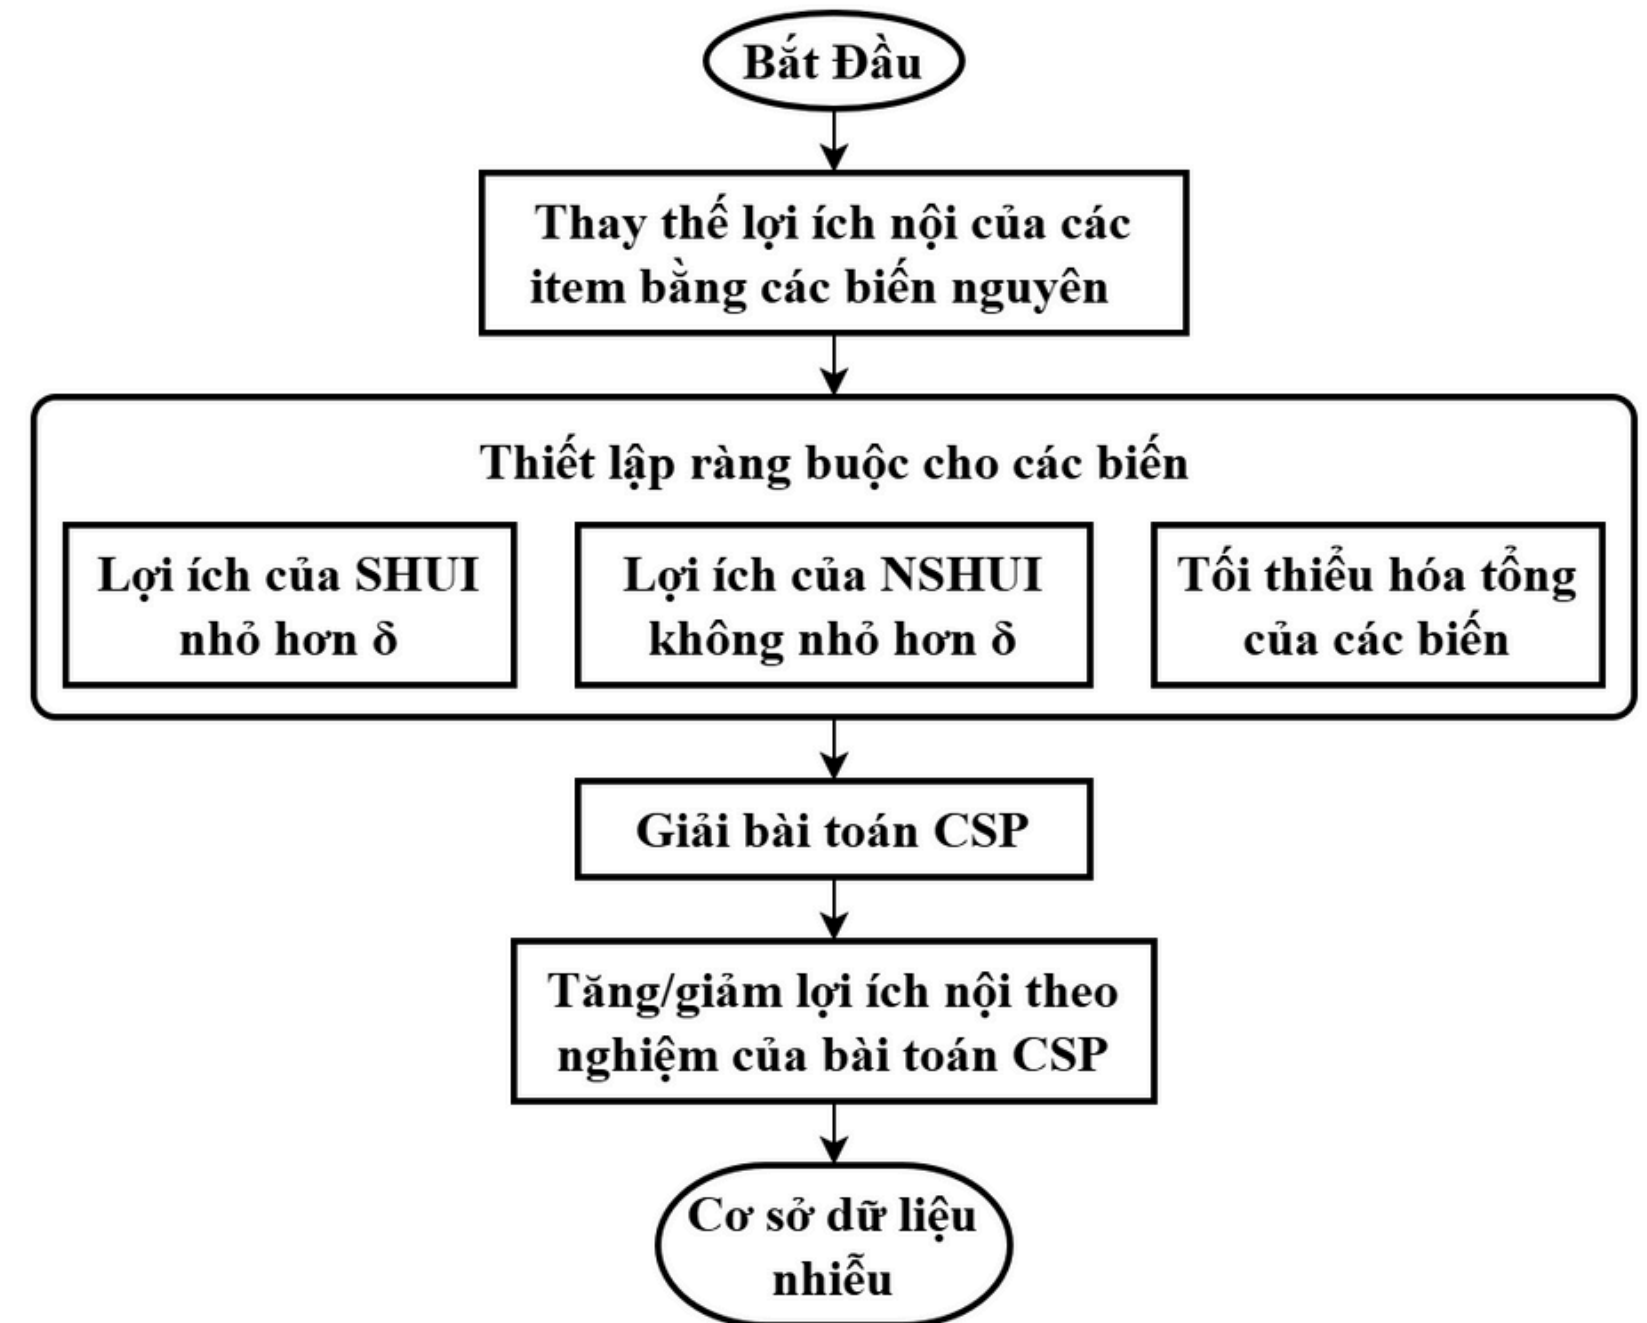 Bắt Đầu
Thay thế lợi ích nội của các
item bằng các biến nguyên
Thiết lập ràng buộc cho các biến
Lợi ích của SHUI
nhỏ hơn δ
Lợi ích của NSHUI
không nhỏ hơn δ
Tối thiểu hóa tổng
của các biến
Giải bài toán CSP
Tăng/giảm lợi ích nội theo
nghiệm của bài toán CSP
Cơ sở dữ liệu
nhiễu